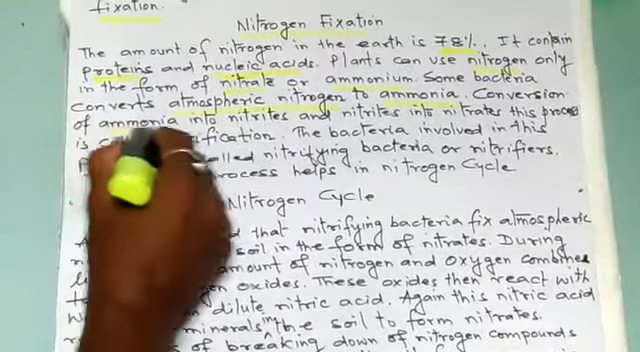 fixation.
Nitrogen Fixation
The amount of nitrogen in the earth is 78%. It contain
proteins and nucleic acids. Plants can use nitrogen only
in the form of nitrate or ammonium. Some bacteria
converts atmospheric nitrogen to ammonia. Conversion
of ammonia into nitrites and nitrites into nitrates this process
is ification. The bacteria involved in this
lled nitrifying bacteria or nitrifiers.
rocess helps in nitrogen Cycle
Nitrogen Cycle
d that nitrifying bacteria fix atmospheric
soil in the form of nitrates. During
amount of nitrogen and oxygen combines
en oxides. These oxides then react with
dilute nitric acid. Again this nitric acid
minerals in the soil to form nitrates.
of breaking down of nitrogen compounds